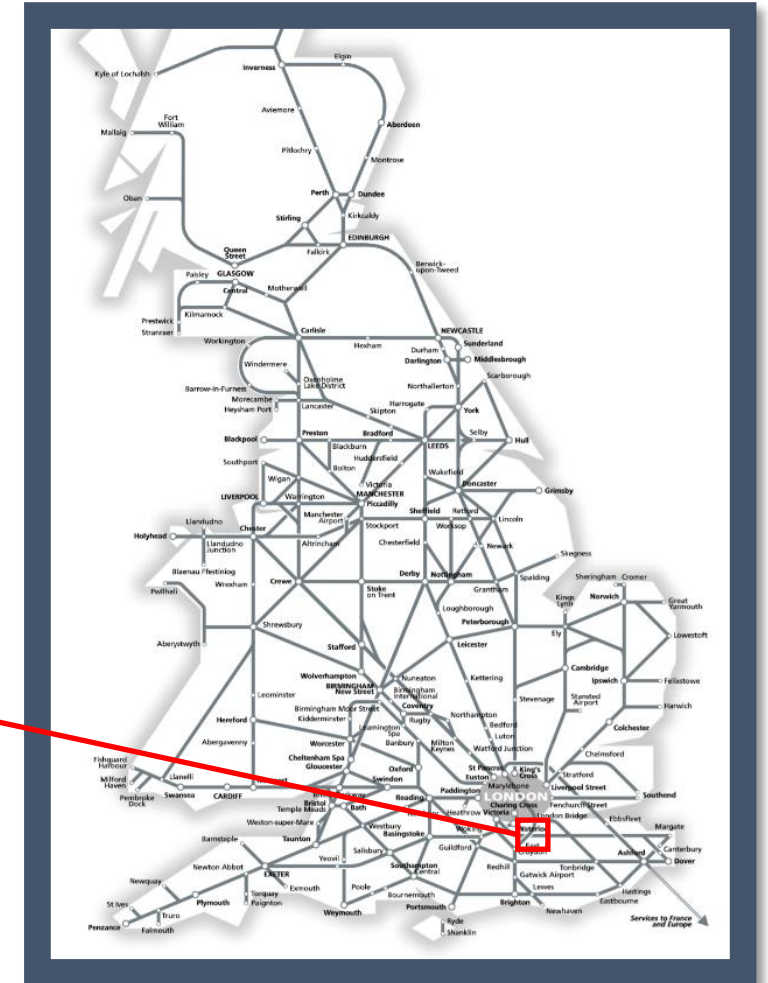 Elgin
Inverness
Kyle of Lochalsh
Aviemore
Fort
William
Aberdeen
Mallaig
Pitlochry
Montrose
Perth
Dundee
Oban
Stirling
Kirkcaldy
EDINBURGH
Queen
Street
Falkirk
Berwick-
upon-Tweed
Paisley
GLASGOW
Central
Motherwell
Kilmarnock
Prestwick
Stranraer
Carlisle
NEWCASTLE
Workington
Hexham
Durham
Sunderland
Darlington
Middlesbrough
Windermere
Scarborough
Oxenholme
Lake District
Northallerton
Barrow-in-Furness
Morecambe
Heysham Port
Lancaster
Harrogate
Skipton
York
Blackpool
Preston
Bradford
Selby
Blackburn
LEEDS
Hull
Huddersfield
Southport
Bolton
Wakefield
Wigan
Victoria
Doncaster
MANCHESTER
Piccadilly
LIVERPOOL
Warrington
Grimsby
Manchester
Airport
Sheffield
Retford
Llandudno
Chester
Stockport
Worksop
Lincoln
Holyhead
Llandudno
Junction
Altrincham
Chesterfield
Newark
Skegness
Blaenau Ffestiniog
Pwllheli
Wrexham
Crewe
Stoke
on Trent
Derby
Nottingham
Grantham
Spalding
Sheringham
Cromer
Kings
Lynn
Norwich
Great
Yarmouth
Loughborough
Peterborough
Shrewsbury
Ely
Lowestoft
Aberystwyth
Stafford
Leicester
Wolverhampton
Cambridge
BIRMINGHAM
New Street
Nuneaton
Birmingham
International
Kettering
Ipswich
Felixstowe
Leominster
Stevenage
Stansted
Airport
Birmingham Moor Street
Coventry
Harwich
Hereford
Kidderminster
Rugby
Northampton
Leamington
Spa
Bedford
Colchester
Abergavenny
Worcester
Banbury
Milton
Keynes
Luton
Watford Junction
Chelmsford
Cheltenham Spa
Gloucester
Oxford
St Pancras
King's
Cross
Fishguard
Harbour
Euston
Stratford
Milford
Haven
Llanelli
Swindon
Marylebone
Liverpool Street
Pembroke
Dock
Swansea
CARDIFF
Reading
Paddington
LONDON
Southend
Bristol
Temple Meads
Bath
Charing Cross
Fenchurch Street
Heathrow
Victoria
London Bridge
Ebbsfleet
Weston-super-Mare
Westbury
Basingstoke
Woking
Margate
Barnstaple
Taunton
Salisbury
Guildford
Canterbury
Yeovil
Ashford
Dover
Newton Abbot
EXETER
Southampton
Central
Redhill
Tonbridge
Gatwick Airport
Newquay
Exmouth
Poole
Lewes
Hastings
Torquay
Paignton
Bournemouth
Eastbourne
St Ives
Plymouth
Portsmouth
Brighton
Newhaven
Truro
Weymouth
Penzance
Falmouth
Ryde
Shanklin
Services to France
and Europe